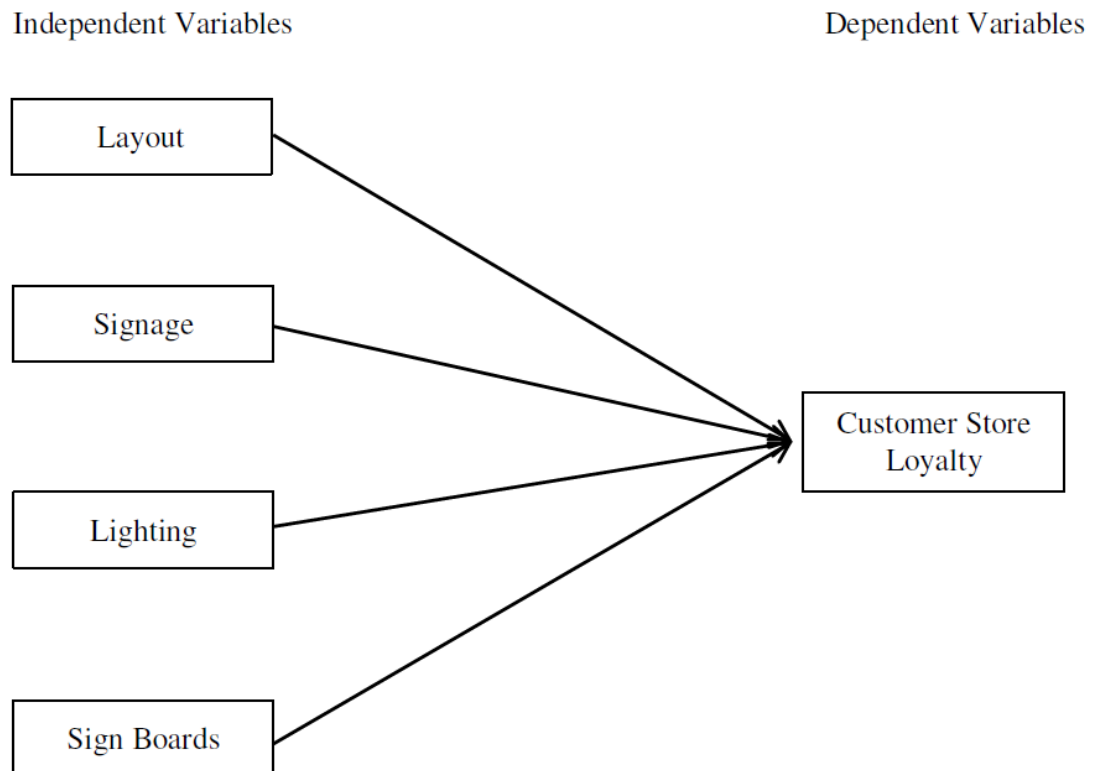 Independent Variables
Dependent Variables
Layout
Signage
Customer Store
Loyalty
Lighting
Sign Boards